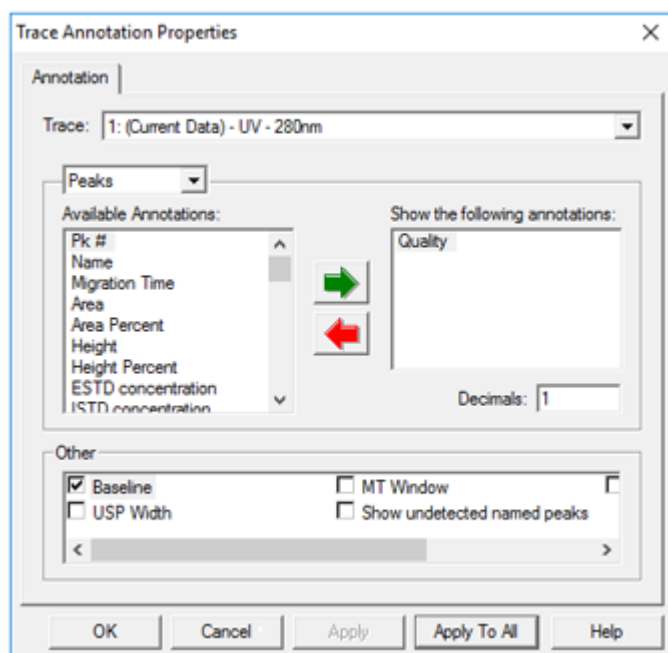 Trace Annotation Properties
Annotation
Trace: 1: (Current Data) - UV - 280nm
Peaks
Available Annotations:
Pk #
Name
Migration Time
Area
Area Percent
Height
Height Percent
ESTD concentration
ISTD concentration
Show the following annotations:
Quality
Decimals: 1
Other
Baseline
MT Window
USP Width
Show undetected named peaks
OK
Cancel
Apply
Apply To All
Help